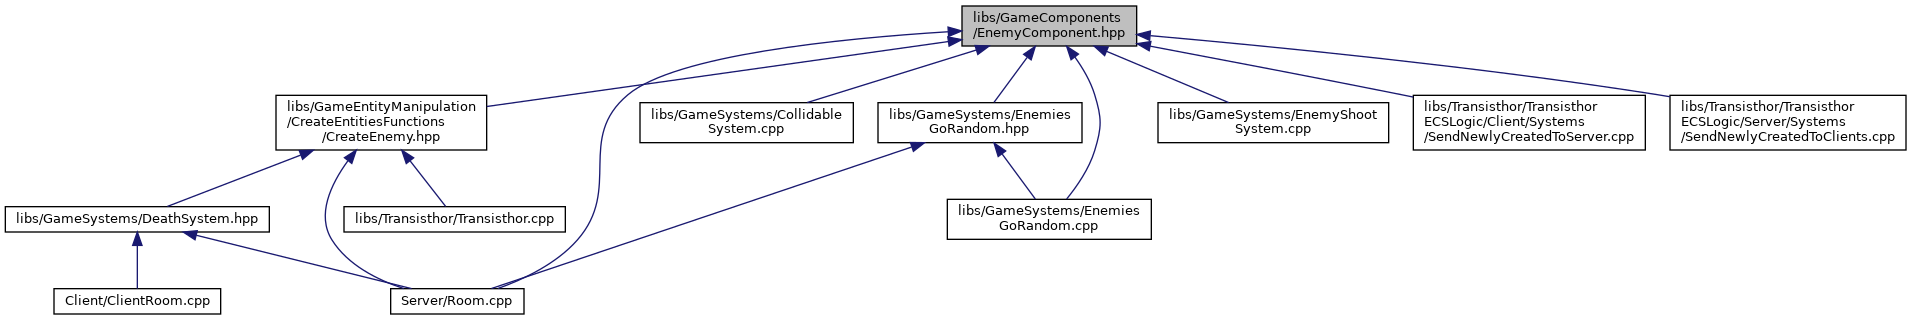 libs/GameComponents
/EnemyComponent.hpp
libs/GameEntityManipulation
/CreateEntitiesFunctions
/CreateEnemy.hpp
libs/GameSystems/Collidable
System.cpp
libs/GameSystems/Enemies
GoRandom.hpp
libs/GameSystems/EnemyShoot
System.cpp
libs/Transisthor/Transisthor
ECSLogic/Client/Systems
/SendNewlyCreatedToServer.cpp
libs/Transisthor/Transisthor
ECSLogic/Server/Systems
/SendNewlyCreatedToClients.cpp
libs/GameSystems/DeathSystem.hpp
libs/Transisthor/Transisthor.cpp
libs/GameSystems/Enemies
GoRandom.cpp
Client/ClientRoom.cpp
Server/Room.cpp